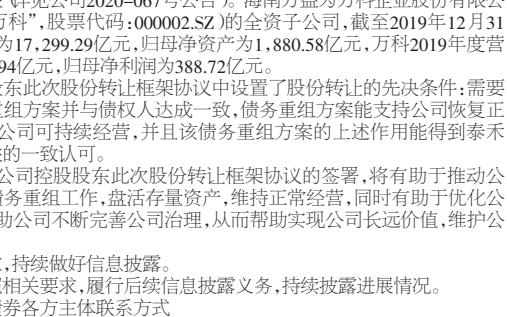 (详见公司2020-067号公告)。海南万益为万科企业股份有限公
万科",股票代码:000002.SZ)的全资子公司,截至2019年12月31
为17,299.29亿元,归母净资产为1,880.58亿元,万科2019年度营
94亿元,归母净利润为388.72亿元。
股东此次股份转让框架协议中设置了股份转让的先决条件:需要
重组方案并与债权人达成一致,债务重组方案能支持公司恢复正
公司可持续经营,并且该债务重组方案的上述作用能得到泰禾
的一致认可。
公司控股股东此次股份转让框架协议的签署,将有助于推动公
债务重组工作,盘活存量资产,维持正常经营,同时有助于优化公
助公司不断完善公司治理,从而帮助实现公司长远价值,维护公
,持续做好信息披露。
相关要求,履行后续信息披露义务,持续披露进展情况。
债券各方主体联系方式